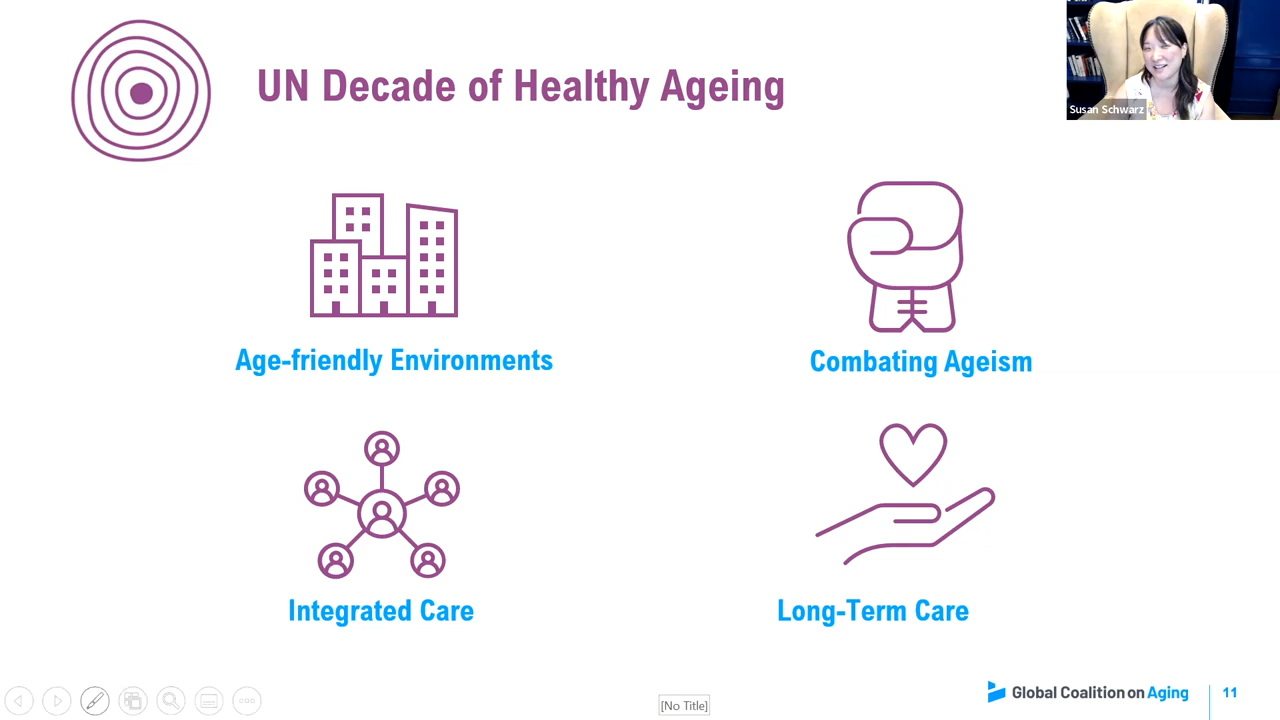 UN Decade of Healthy Ageing
Susan Schwarz
Age-friendly Environments
Combating Ageism
Integrated Care
Long-Term Care
[No Title]
Global Coalition on Aging
11